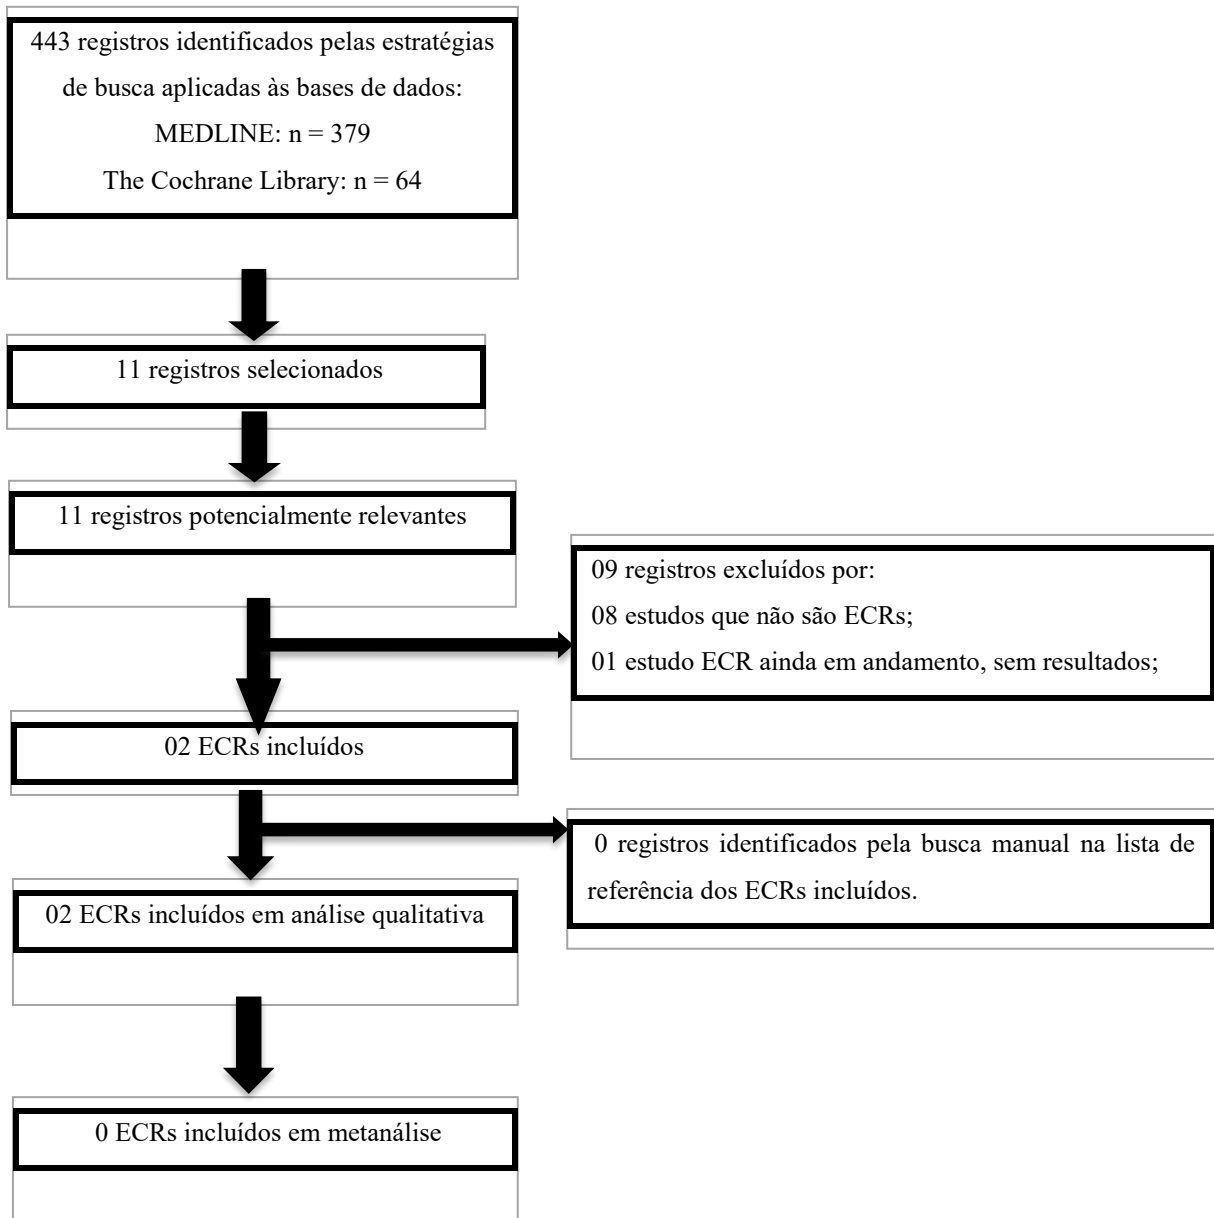 443 registros identificados pelas estratégias
de busca aplicadas às bases de dados:
MEDLINE: n = 379
The Cochrane Library: n = 64
11 registros selecionados
11 registros potencialmente relevantes
09 registros excluídos por:
08 estudos que não são ECRs;
01 estudo ECR ainda em andamento, sem resultados;
02 ECRs incluídos
0 registros identificados pela busca manual na lista de
referência dos ECRs incluídos.
02 ECRs incluídos em análise qualitativa
0 ECRs incluídos em metanálise